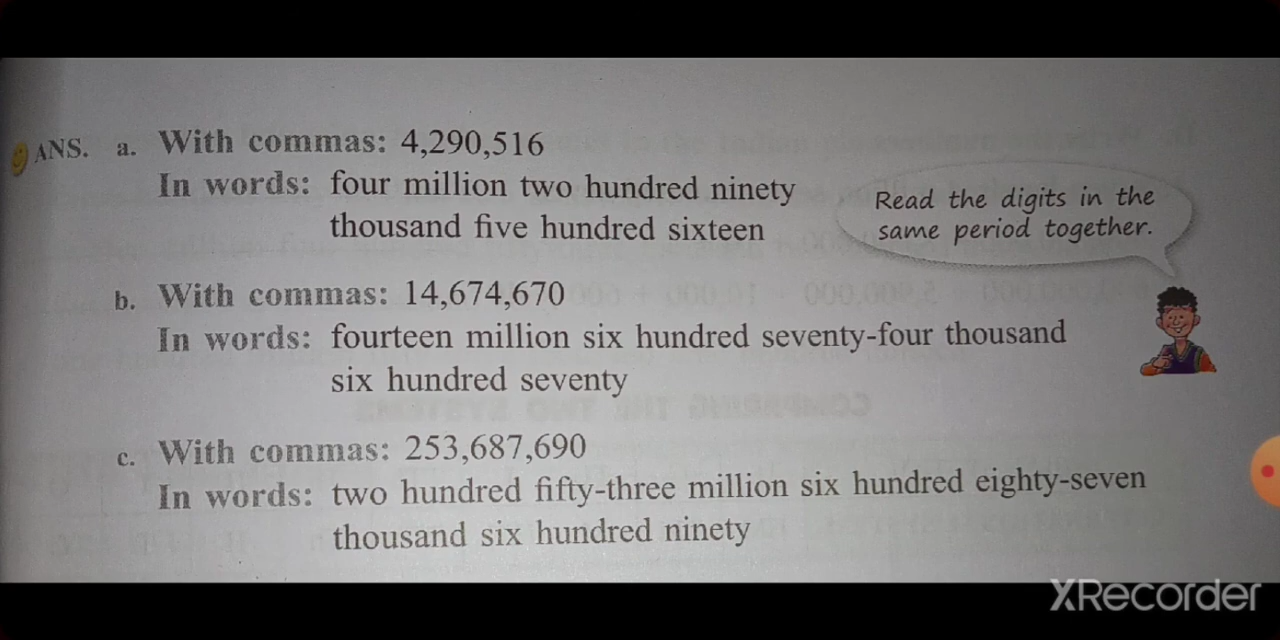 ANS. a. With commas: 4,290,516
In words: four million two hundred ninety
thousand five hundred sixteen
Read the digits in the
same period together.
b. With commas: 14,674,670
In words: fourteen million six hundred seventy-four thousand
six hundred seventy
c. With commas: 253,687,690
In words: two hundred fifty-three million six hundred eighty-seven
thousand six hundred ninety
XRecorder